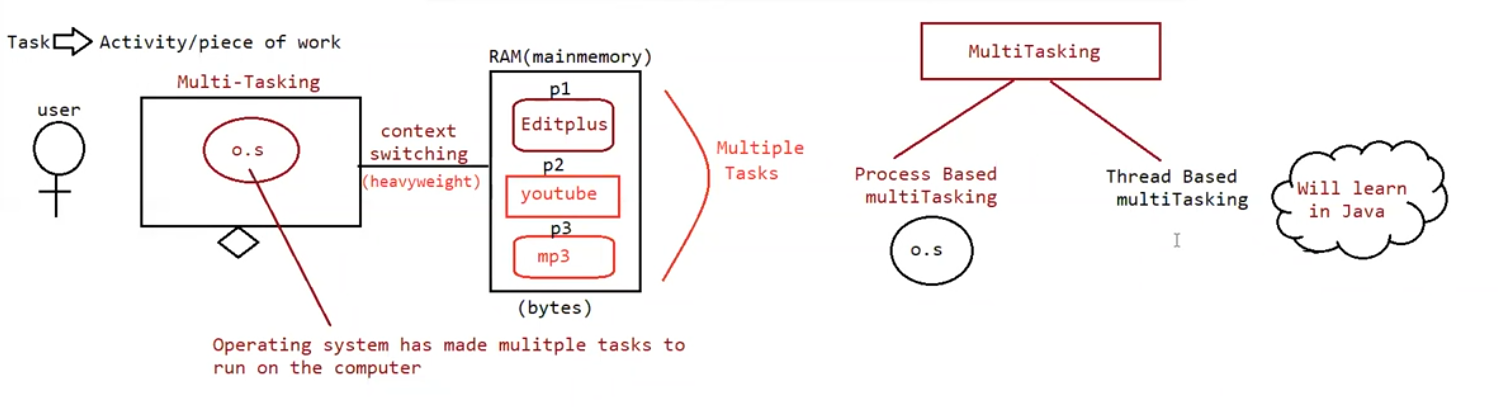 Task Activity/piece of work
Multi-Tasking
user
o.s
context
switching
(heavyweight)
RAM(mainmemory)
p1
Editplus
p2
youtube
p3
mp3
(bytes)
Multiple
Tasks
Operating system has made mulitple tasks to
run on the computer
MultiTasking
Process Based
multiTasking
o.s
Thread Based
multiTasking
Will learn
in Java